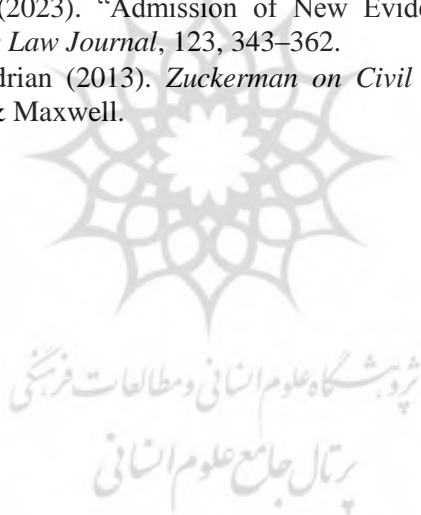 (2023). “Admission of New Evide
Law Journal, 123, 343–362.
drian (2013). Zuckerman on Civil
& Maxwell.
پژوهشگاه علوم انسانی و مطالعات فرهنگی
پرتال جامع علوم انسانی